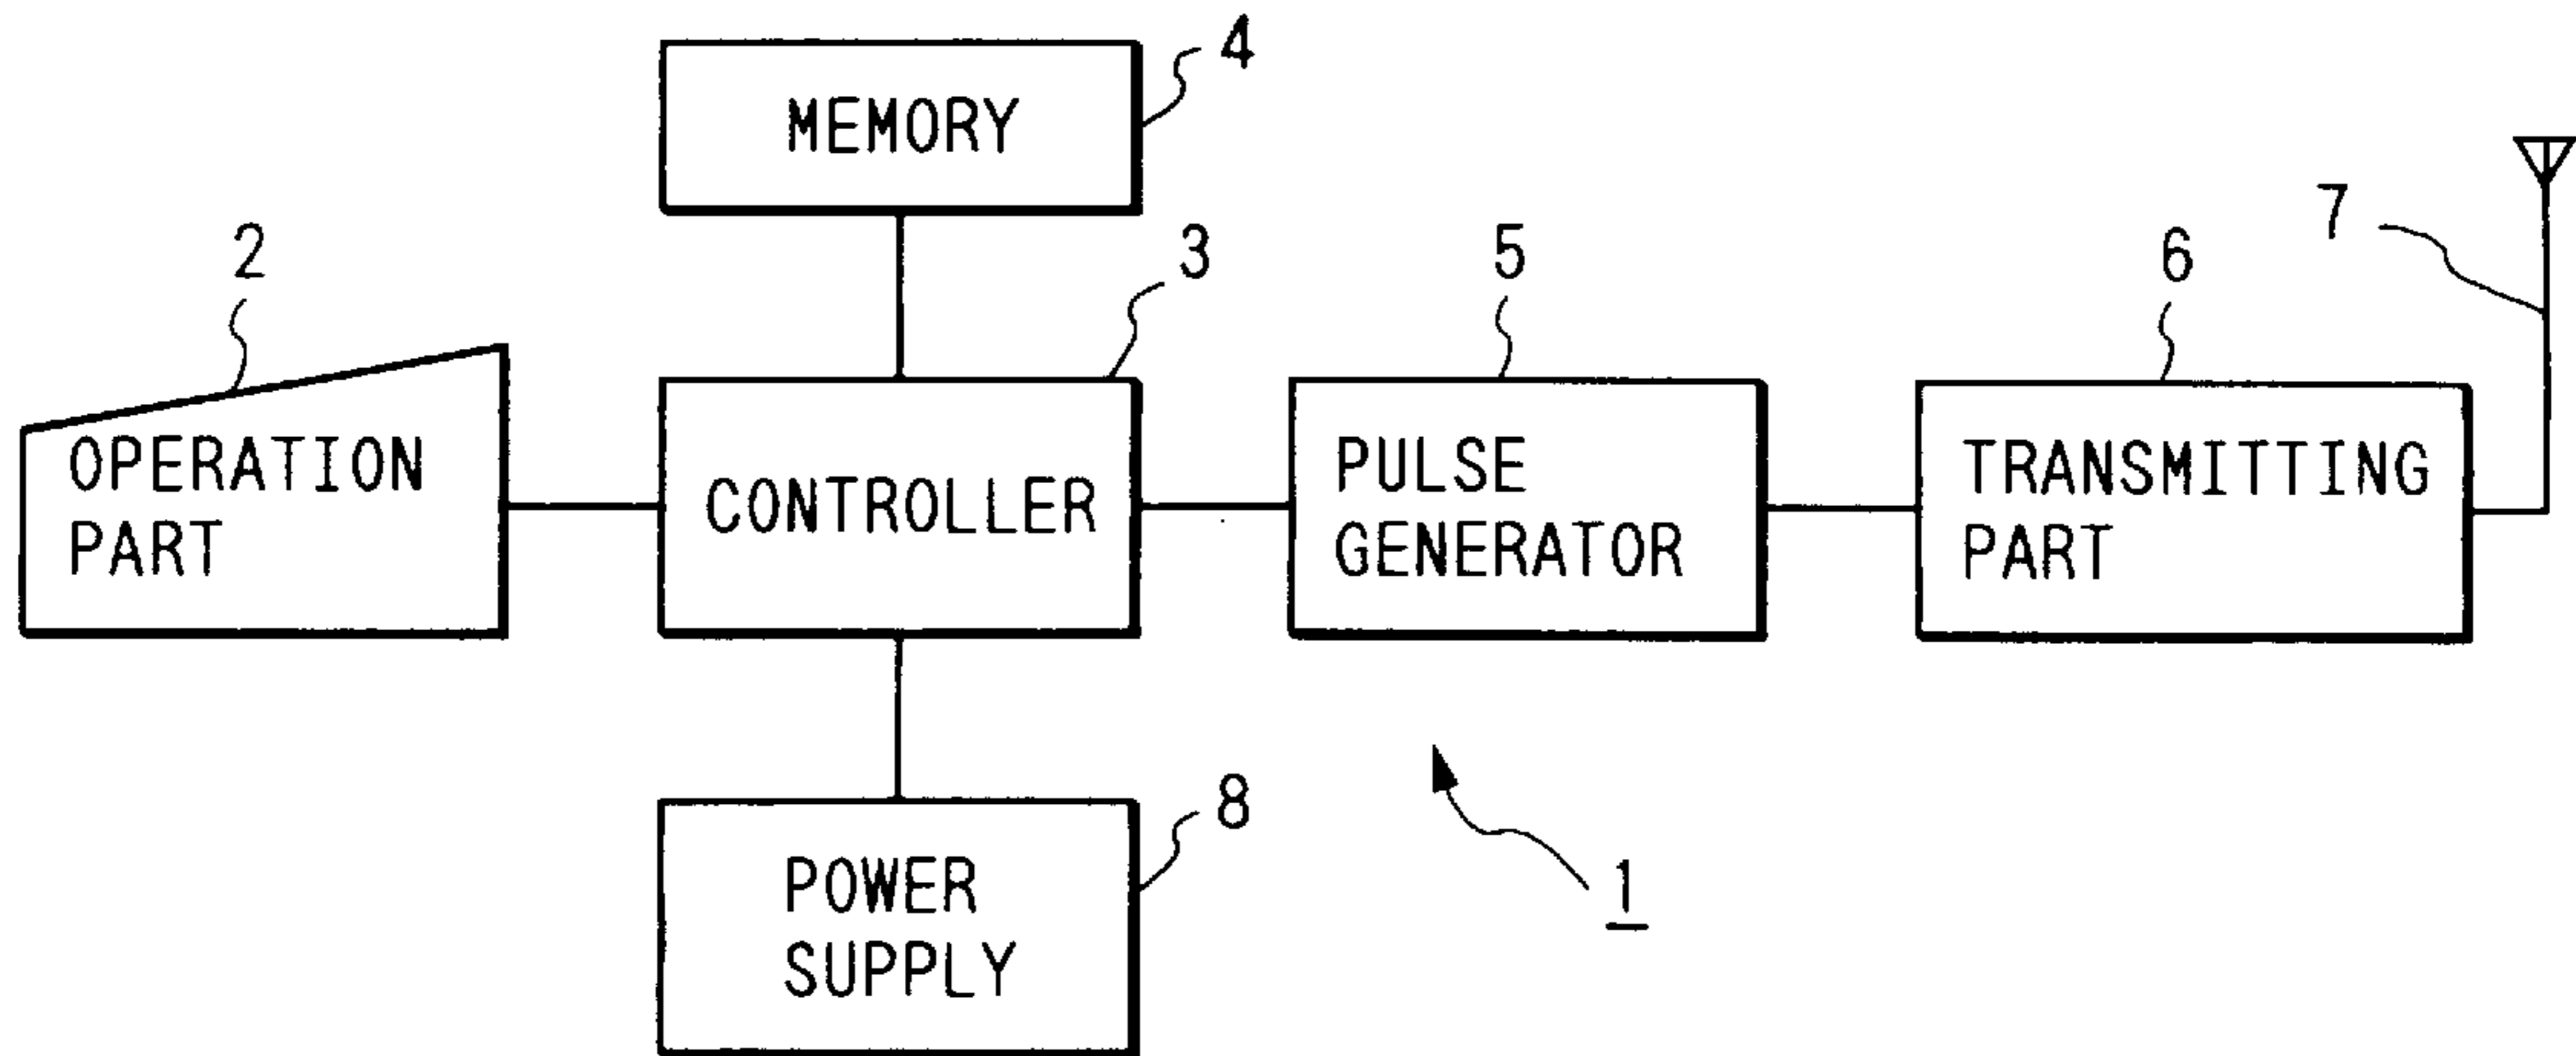 4
MEMORY
2
3
5
6
7
OPERATION
PART
CONTROLLER
PULSE
GENERATOR
TRANSMITTING
PART
8
POWER
SUPPLY
1